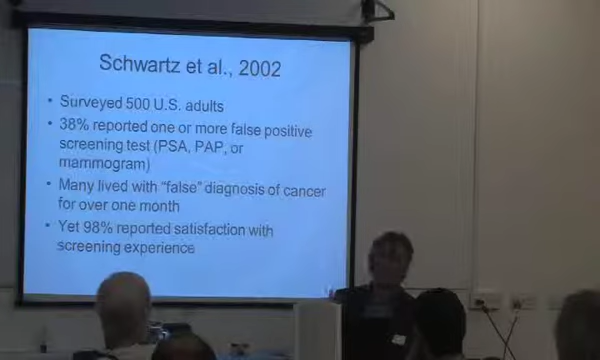 Schwartz et al., 2002
• Surveyed 500 U.S. adults
• 38% reported one or more false positive
screening test (PSA, PAP, or
mammogram)
• Many lived with "false" diagnosis of cancer
for over one month
• Yet 98% reported satisfaction with
screening experience